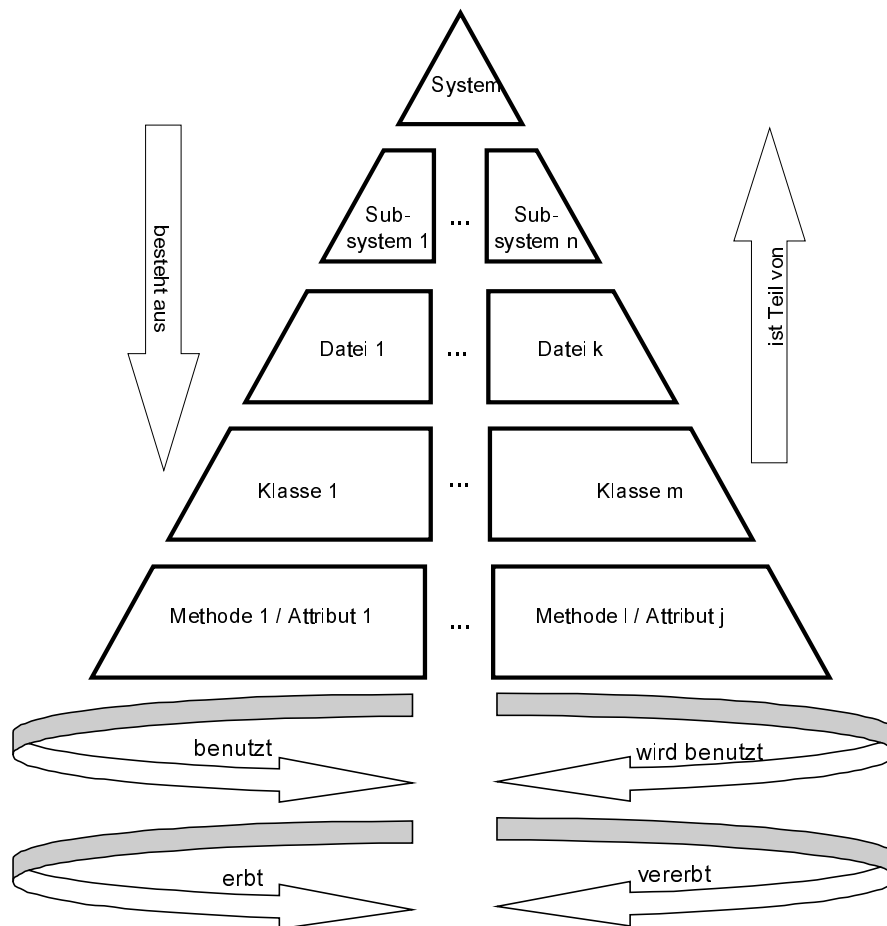 System
besteht aus
ist Teil von
Sub-
system 1
...
Sub-
system n
Datei 1
...
Datei k
Klasse 1
...
Klasse m
Methode 1 / Attribut 1
...
Methode l / Attribut j
benutzt
wird benutzt
erbt
vererbt